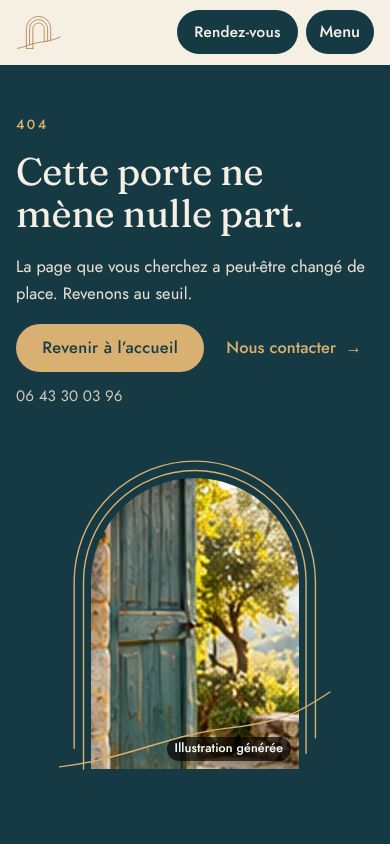 Rendez-vous
Menu
404
Cette porte ne
mène nulle part.
La page que vous cherchez a peut-être changé de
place. Revenons au seuil.
Revenir à l’accueil
Nous contacter →
06 43 30 03 96
Illustration générée